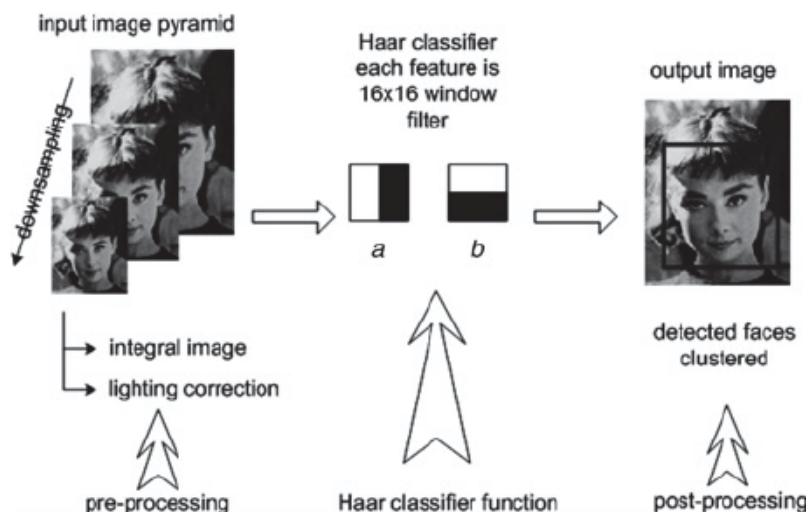 input image pyramid
downsampling
integral image
lighting correction
pre-processing
Haar classifier
each feature is
16x16 window
filter
a
b
Haar classifier function
output image
detected faces
clustered
post-processing